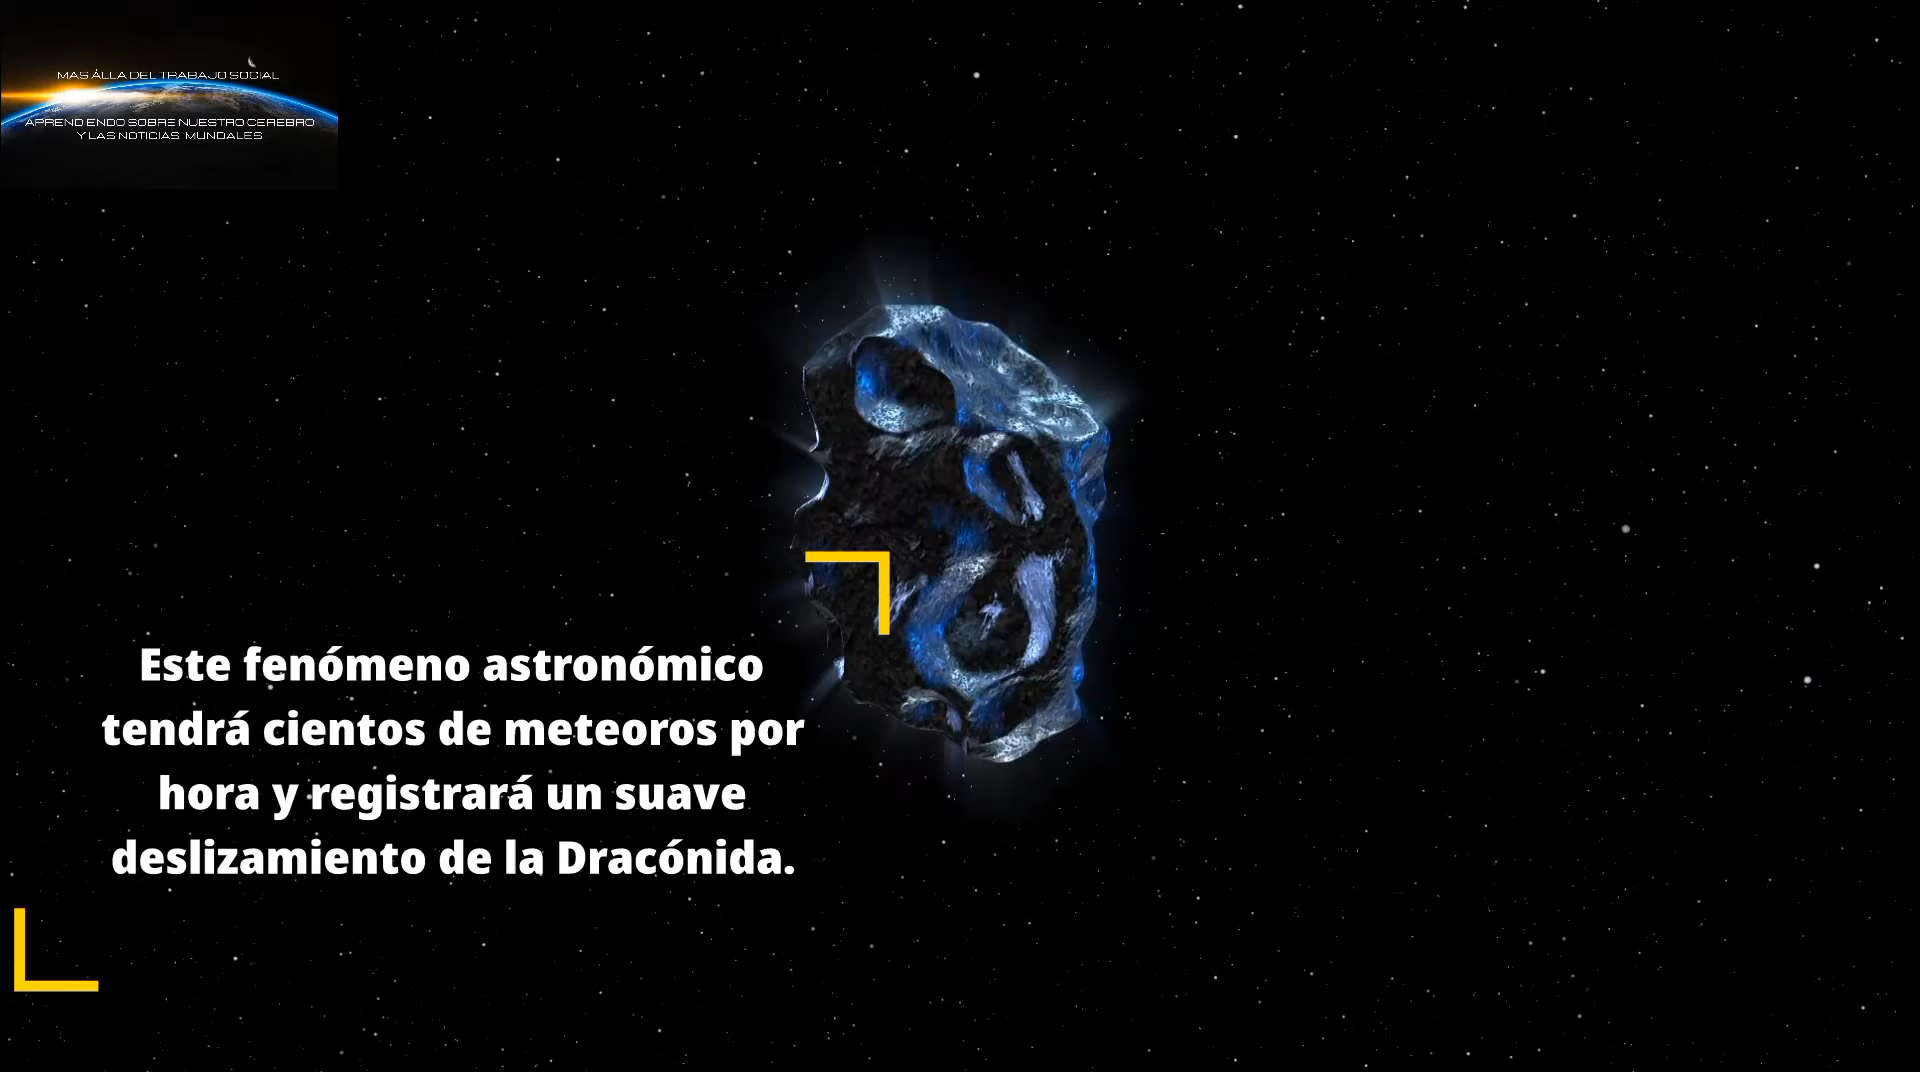 MAS ÁLLA DEL TRABAJO SOCIAL
APRENDIENDO SOBRE NUESTRO CEREBRO
Y LAS NOTICIAS MUNDALES
Este fenómeno astronómico
tendrá cientos de meteoros por
hora y registrará un suave
deslizamiento de la Dracónida.